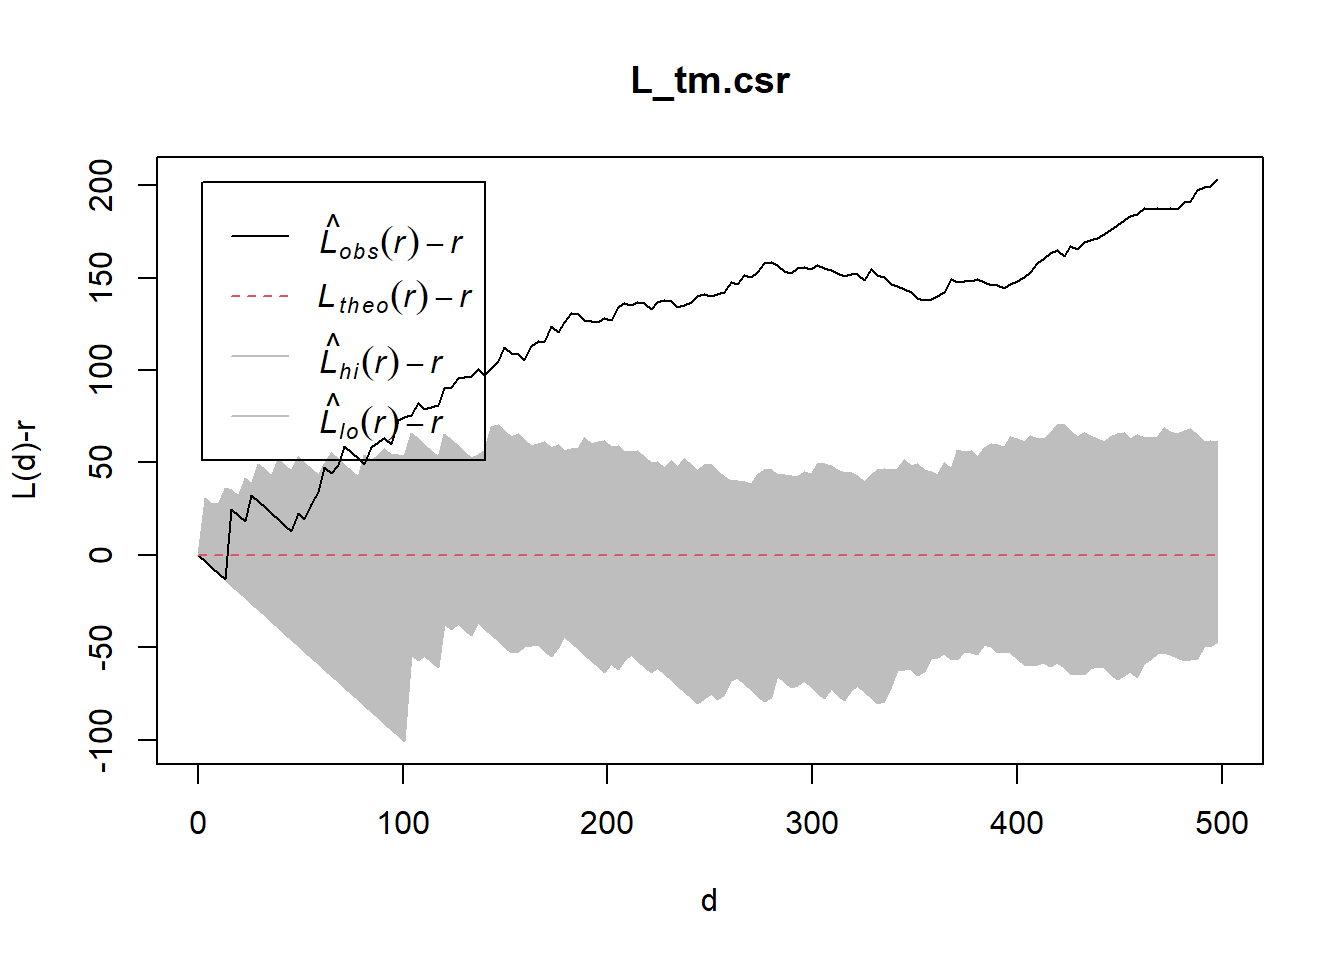 L_tm.csr
L̂obs(r) − r
Ltheo(r) − r
L̂hi(r) − r
L̂lo(r) − r
L(d)-r
200
150
100
50
0
-50
-100
0 100 200 300 400 500
d